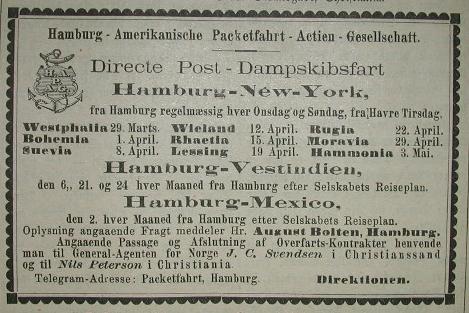 Hamburg - Amerikanische Packetfahrt - Actien - Gesellschaft.
H. A.
P. A. G.
Directe Post - Dampskibsfart
Hamburg-New-York,
fra Hamburg regelmæssig hver Onsdag og Søndag, fra Havre Tirsdag.
Westphalia 29. Marts. Wieland 12. April. Rugia 22. April.
Bohemia 1. April. Rhaetia 15. April. Moravia 29. April.
Suevia 8. April. Lessing 19 April. Hammonia 3. Mai.
Hamburg-Vestindien,
den 6., 21. og 24 hver Maaned fra Hamburg efter Selskabets Reiseplan.
Hamburg-Mexico,
den 2. hver Maaned fra Hamburg etter Selskabets Reiseplan.
Oplysning angaaende Fragt meddeler Hr. August Bolten, Hamburg.
Angaaende Passage og Afslutning af Overfarts-Kontrakter henvende
man til General-Agenten for Norge J. C. Svendsen i Christianssand
og til Nils Peterson i Christiania.
Telegram-Adresse: Packetfahrt, Hamburg. Direktionen.